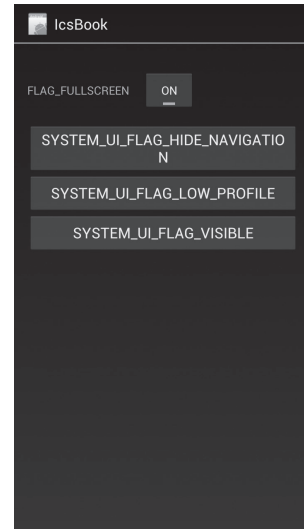 IcsBook
FLAG_FULLSCREEN ON
SYSTEM_UI_FLAG_HIDE_NAVIGATIO
N
SYSTEM_UI_FLAG_LOW_PROFILE
SYSTEM_UI_FLAG_VISIBLE